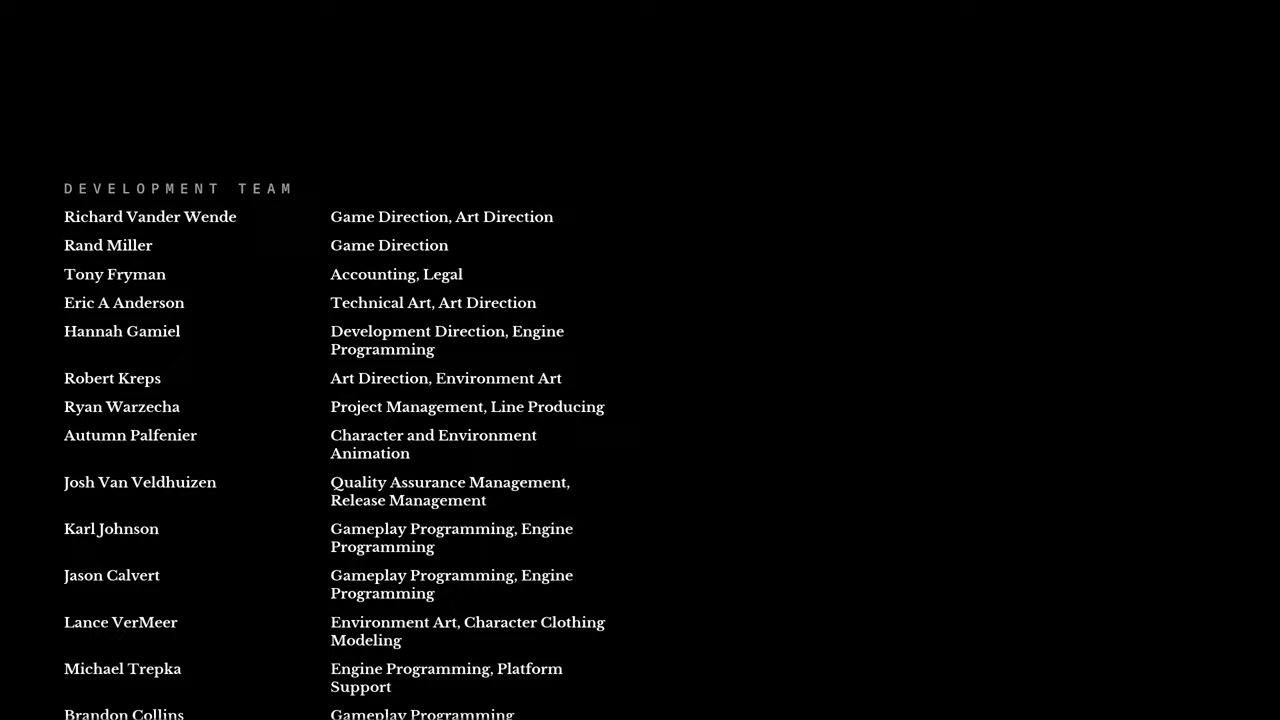 DEVELOPMENT TEAM
Richard Vander Wende Game Direction, Art Direction
Rand Miller Game Direction
Tony Fryman Accounting, Legal
Eric A Anderson Technical Art, Art Direction
Hannah Gamiel Development Direction, Engine
Programming
Robert Kreps Art Direction, Environment Art
Ryan Warzecha Project Management, Line Producing
Autumn Palfenier Character and Environment
Animation
Josh Van Veldhuizen Quality Assurance Management,
Release Management
Karl Johnson Gameplay Programming, Engine
Programming
Jason Calvert Gameplay Programming, Engine
Programming
Lance VerMeer Environment Art, Character Clothing
Modeling
Michael Trepka Engine Programming, Platform
Support
Brandon Collins Gameplay Programming